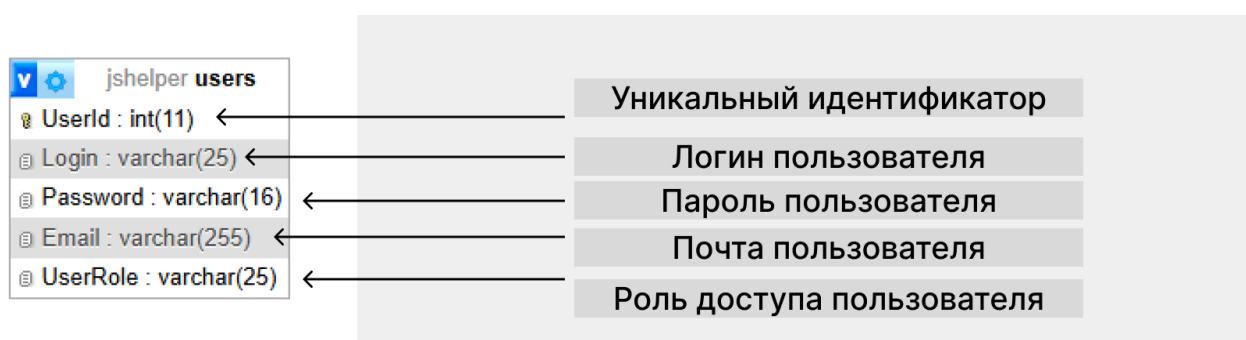 v jshelper users
UserId : int(11)
Уникальный идентификатор
Login : varchar(25)
Логин пользователя
Password : varchar(16)
Пароль пользователя
Email : varchar(255)
Почта пользователя
UserRole : varchar(25)
Роль доступа пользователя